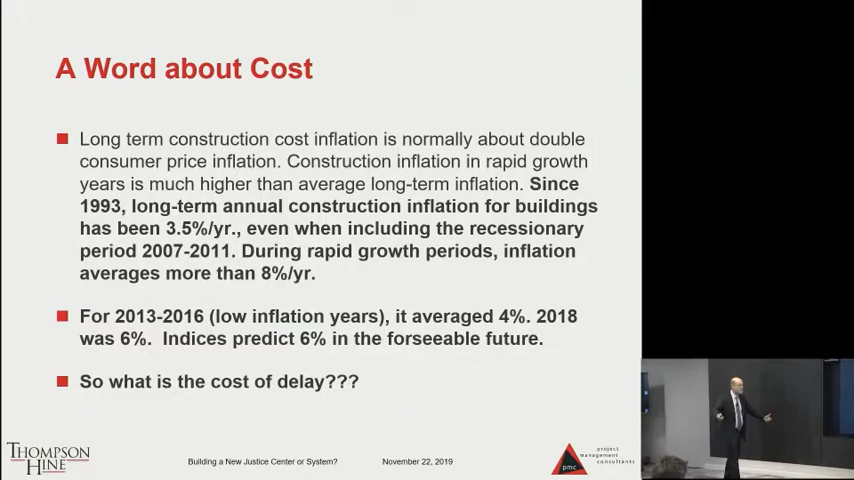 A Word about Cost
Long term construction cost inflation is normally about double
consumer price inflation. Construction inflation in rapid growth
years is much higher than average long-term inflation. Since
1993, long-term annual construction inflation for buildings
has been 3.5%/yr., even when including the recessionary
period 2007-2011. During rapid growth periods, inflation
averages more than 8%/yr.
For 2013-2016 (low inflation years), it averaged 4%. 2018
was 6%. Indices predict 6% in the forseeable future.
So what is the cost of delay???
THOMPSON
HINE
Building a New Justice Center or System?
November 22, 2019
pmc
project
management
consultants